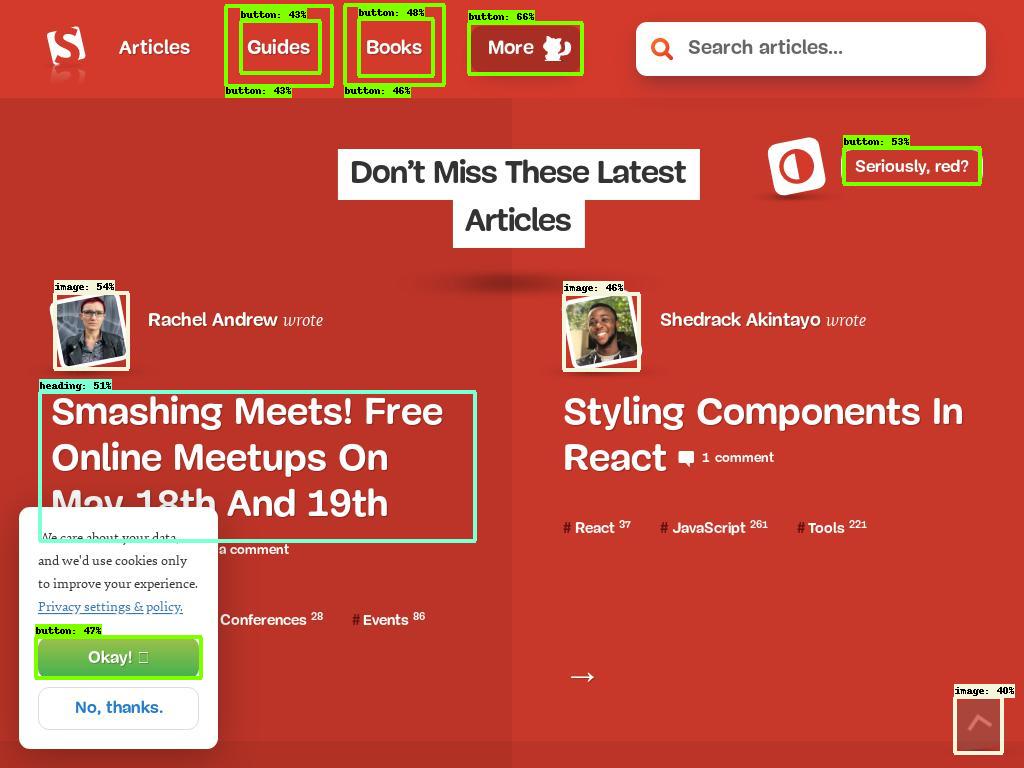 button: 43%
button: 48%
button: 66%
Articles
Guides
Books
More
Search articles...
button: 43%
button: 46%
button: 53%
Seriously, red?
Don’t Miss These Latest
Articles
image: 54%
Rachel Andrew wrote
heading: 51%
Smashing Meets! Free
Online Meetups On
May 18th And 19th
a comment
Conferences 28
# Events 86
image: 46%
Shedrack Akintayo wrote
Styling Components In
React 1 comment
# React 37
# JavaScript 261
# Tools 221
→
We care about your data,
and we'd use cookies only
to improve your experience.
Privacy settings & policy.
button: 47%
Okay!
No, thanks.
image: 40%